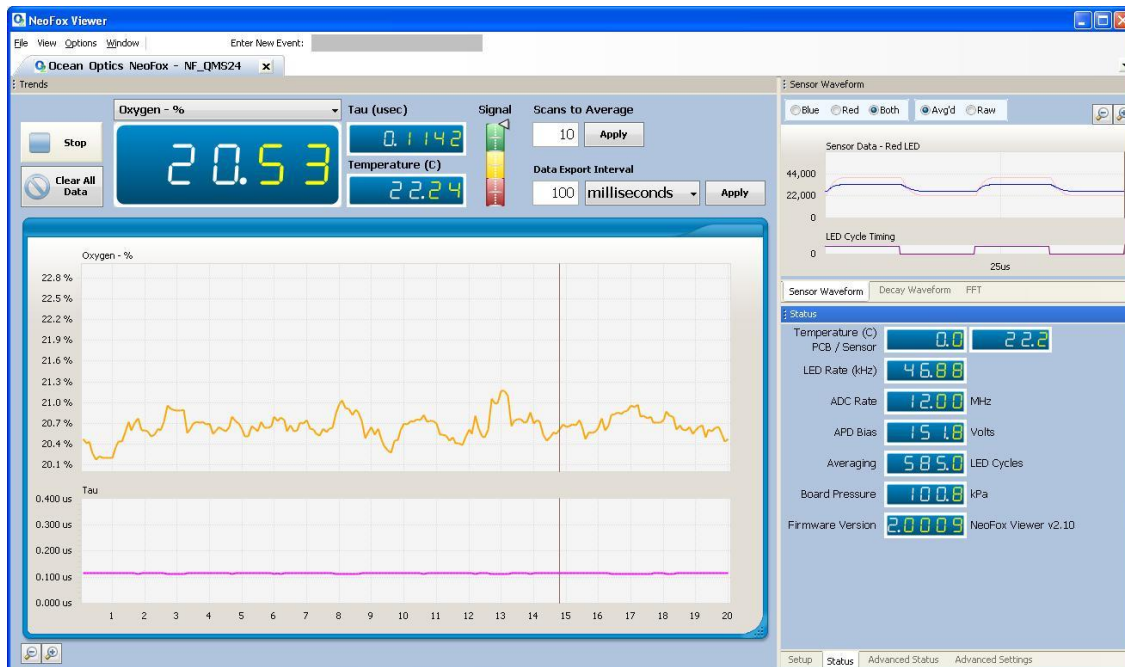 NeoFox Viewer
File View Options Window Enter New Event:
Ocean Optics NeoFox - NF_QMS24 x
Trends
Stop
Clear All
Data
Oxygen - %
20.53
Tau (usec)
0.1142
Temperature (C)
22.24
Signal
Scans to Average
10 Apply
Data Export Interval
100 milliseconds Apply
Oxygen - %
22.8 %
22.5 %
22.2 %
21.9 %
21.6 %
21.3 %
21.0 %
20.7 %
20.4 %
20.1 %
Tau
0.400 us
0.300 us
0.200 us
0.100 us
0.000 us
1 2 3 4 5 6 7 8 9 10 11 12 13 14 15 16 17 18 19 20
Sensor Waveform
Blue Red Both Avg'd Raw
Sensor Data - Red LED
44,000
22,000
0
LED Cycle Timing
0
25us
Sensor Waveform Decay Waveform FFT
Status
Temperature (C)
PCB / Sensor 0.0 22.2
LED Rate (kHz) 46.88
ADC Rate 12.00 MHz
APD Bias 151.8 Volts
Averaging 585.0 LED Cycles
Board Pressure 100.8 kPa
Firmware Version 2.0009 NeoFox Viewer v2.10
Setup Status Advanced Status Advanced Settings